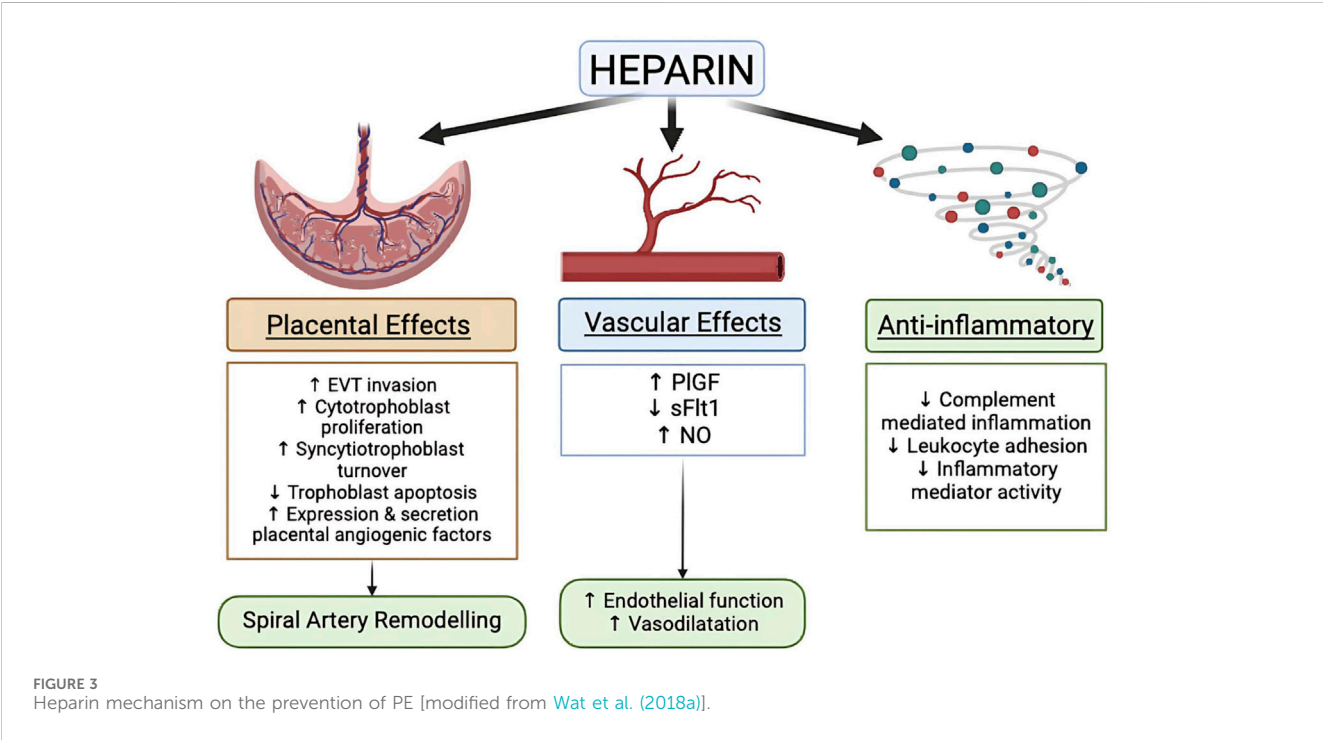 HEPARIN
Placental Effects
↑ EVT invasion
↑ Cytotrophoblast
proliferation
↑ Syncytiotrophoblast
turnover
↓ Trophoblast apoptosis
↑ Expression & secretion
placental angiogenic factors
Spiral Artery Remodelling
Vascular Effects
↑ PlGF
↓ sFlt1
↑ NO
↑ Endothelial function
↑ Vasodilatation
Anti-inflammatory
↓ Complement
mediated inflammation
↓ Leukocyte adhesion
↓ Inflammatory
mediator activity
FIGURE 3
Heparin mechanism on the prevention of PE [modified from Wat et al. (2018a)].